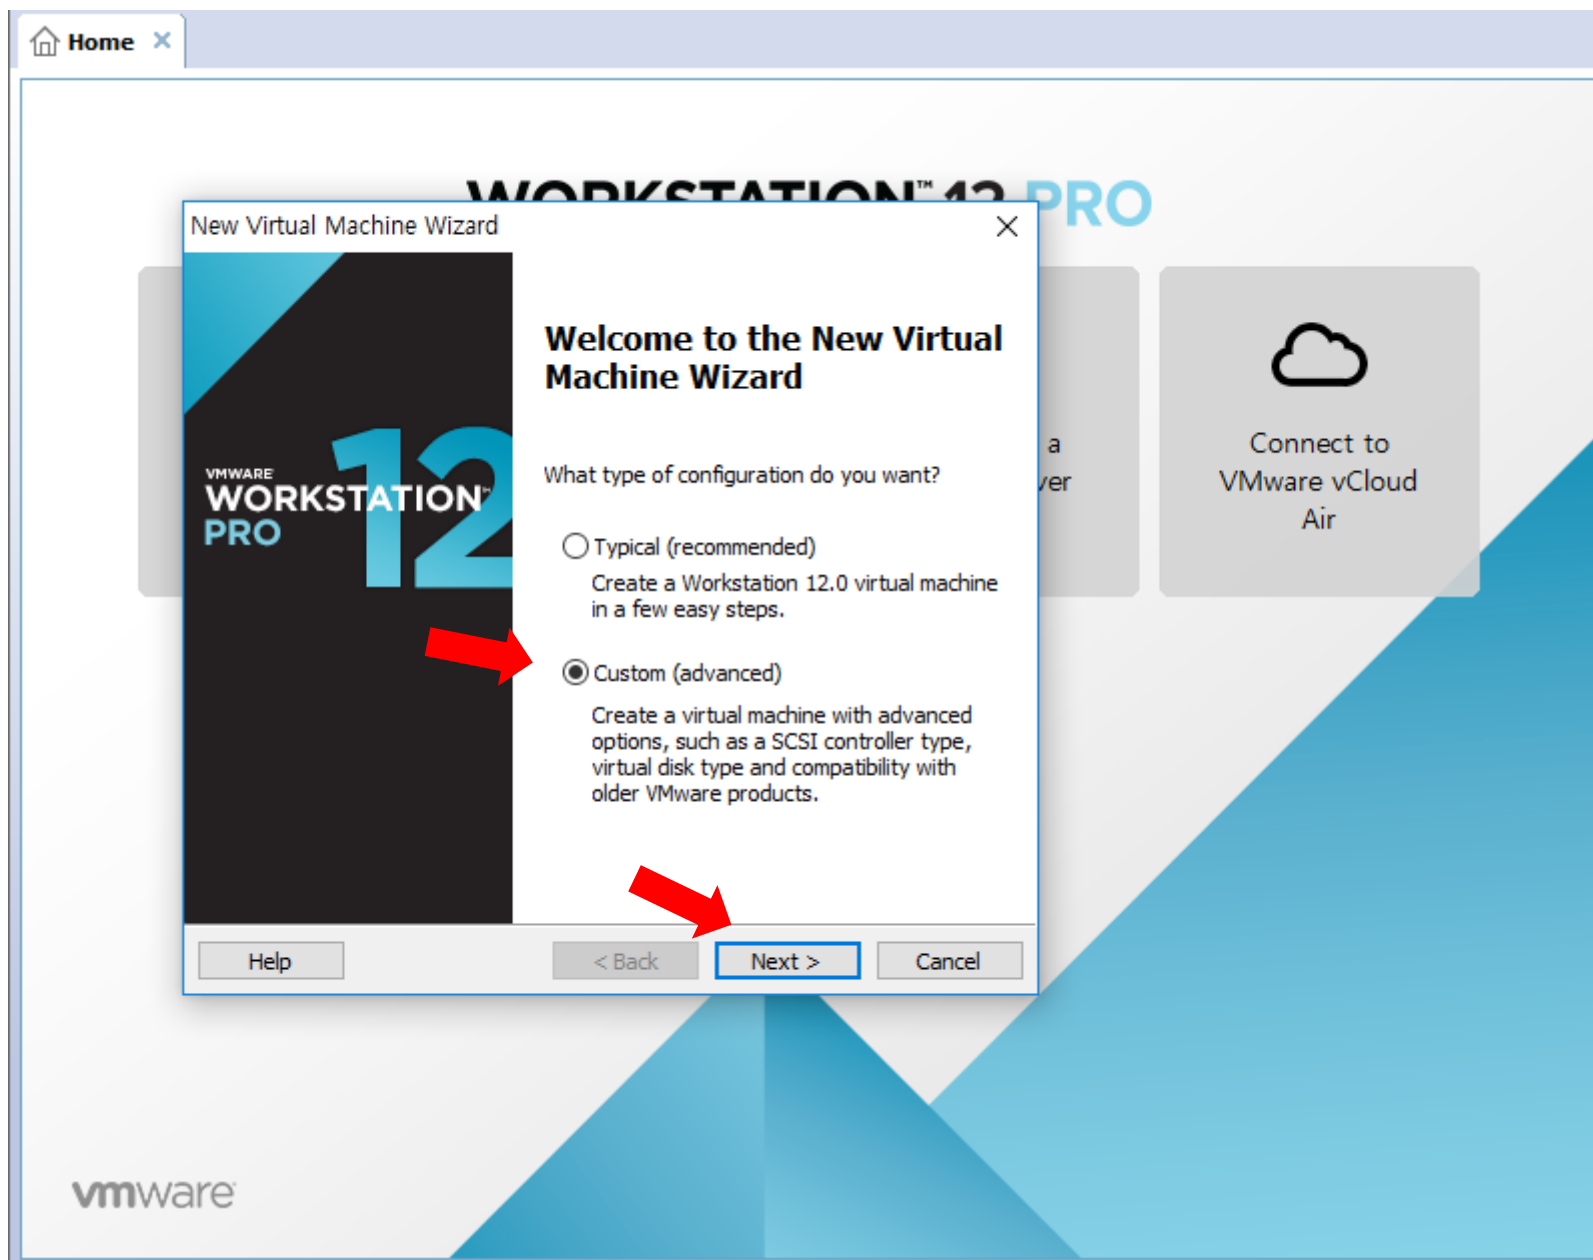 Home
WORKSTATION™ 12 PRO
New Virtual Machine Wizard
Welcome to the New Virtual
Machine Wizard
What type of configuration do you want?
Typical (recommended)
Create a Workstation 12.0 virtual machine
in a few easy steps.
Custom (advanced)
Create a virtual machine with advanced
options, such as a SCSI controller type,
virtual disk type and compatibility with
older VMware products.
VMWARE
WORKSTATION™
PRO
12
Help
< Back
Next >
Cancel
a
ver
Connect to
VMware vCloud
Air
vmware